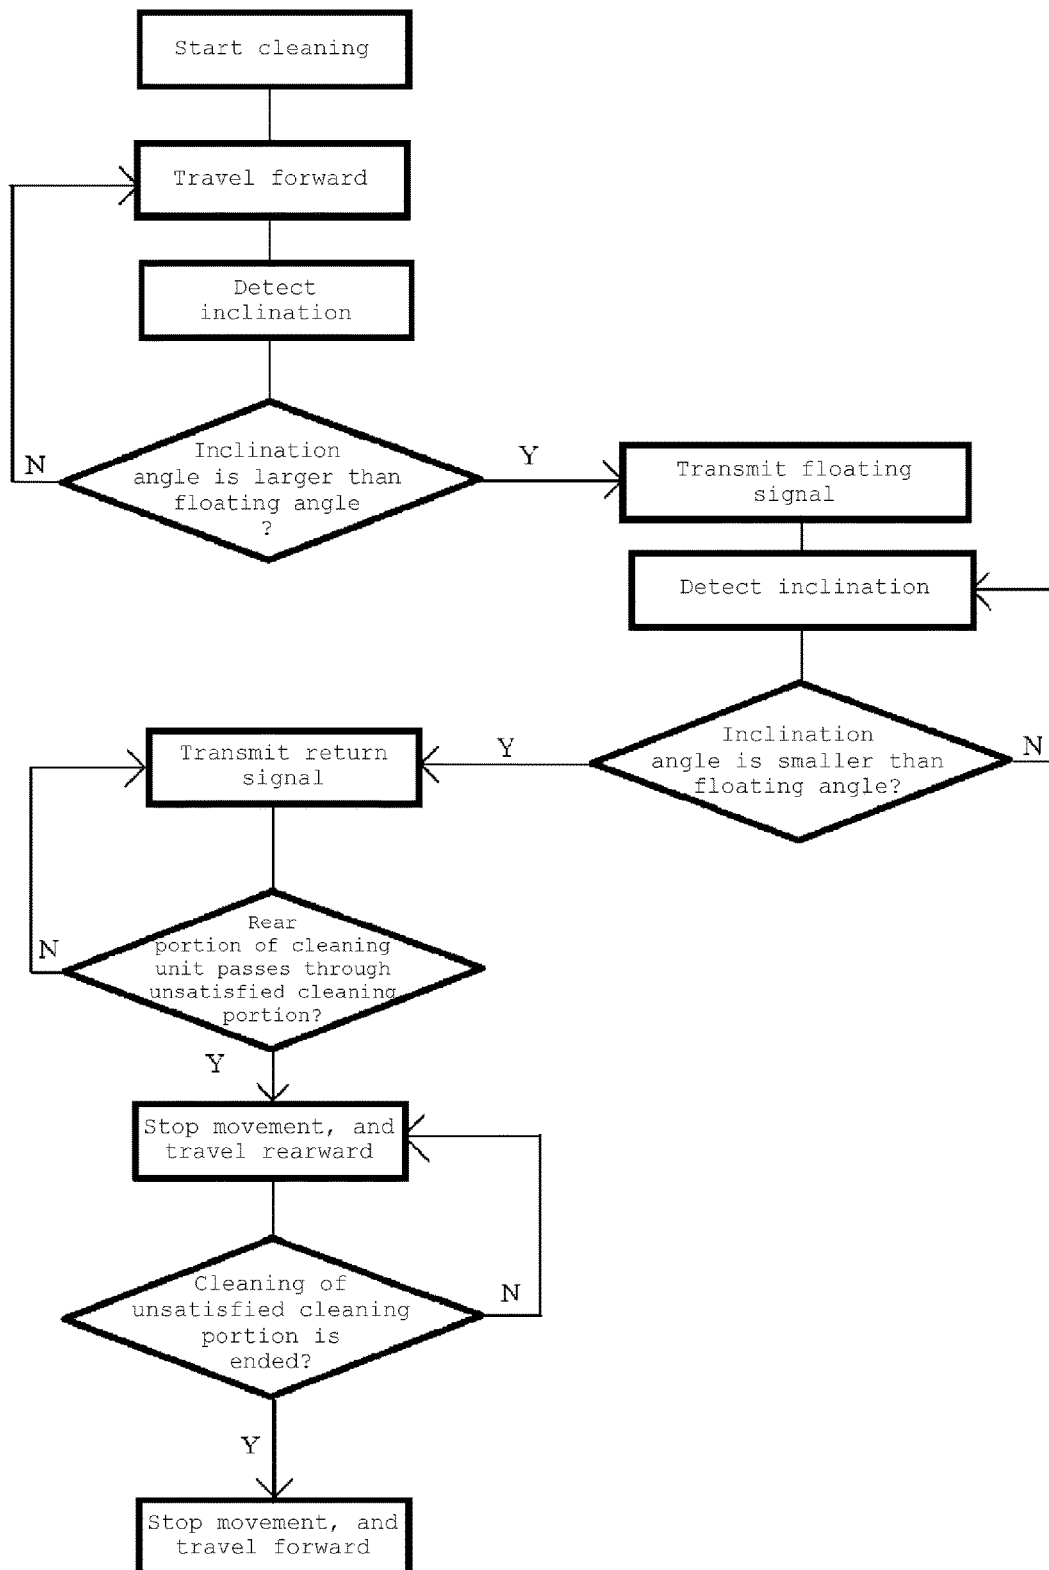 Start cleaning
Travel forward
Detect
inclination
Inclination
angle is larger than
floating angle
?
N
Y
Transmit floating
signal
Detect inclination
Inclination
angle is smaller than
floating angle?
N
Y
Transmit return
signal
Rear
portion of cleaning
unit passes through
unsatisfied cleaning
portion?
N
Y
Stop movement, and
travel rearward
Cleaning of
unsatisfied cleaning
portion is
ended?
N
Y
Stop movement, and
travel forward